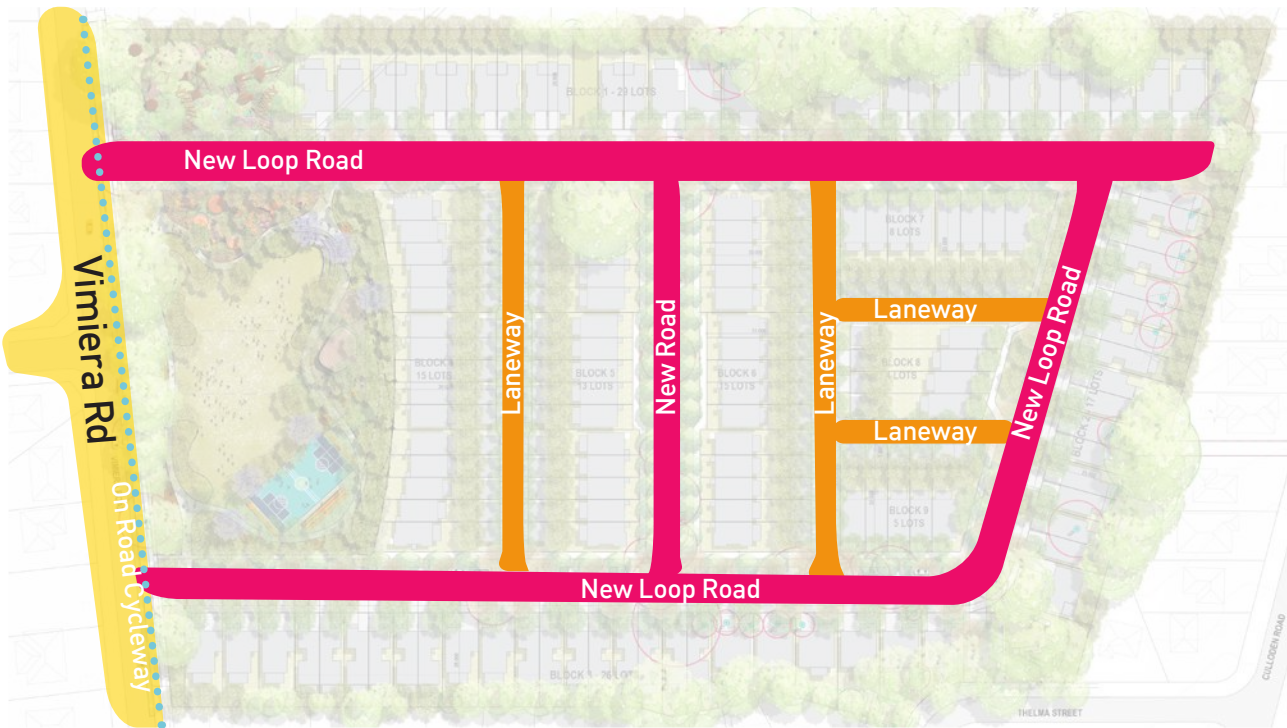 BLOCK 1 - 29 LOTS
New Loop Road
BLOCK 7
8 LOTS
Vimiera Rd
Laneway
New Road
Laneway
Laneway
New Loop Road
15 LOTS
BLOCK 5
13 LOTS
BLOCK 6
15 LOTS
Laneway
On Road Cycleway
BLOCK 9
5 LOTS
New Loop Road
CULLODEN ROAD
THELMA STREET